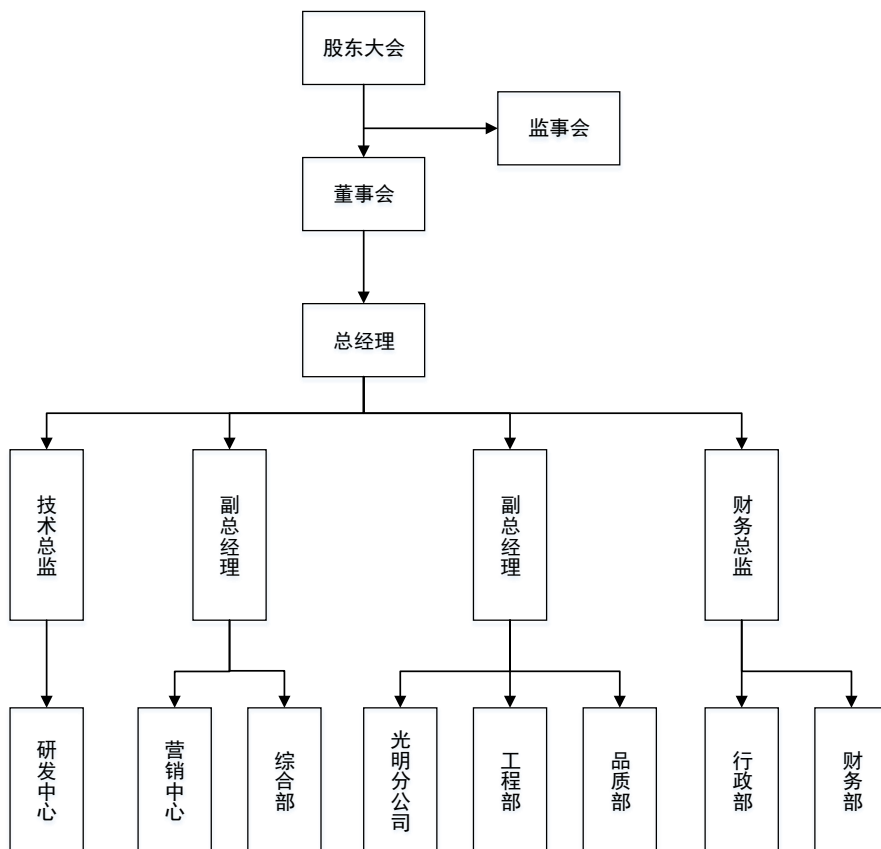 股东大会
监事会
董事会
总经理
技术总监
副总经理
副总经理
财务总监
研发中心
营销中心
综合部
光明分公司
工程部
品质部
行政部
财务部